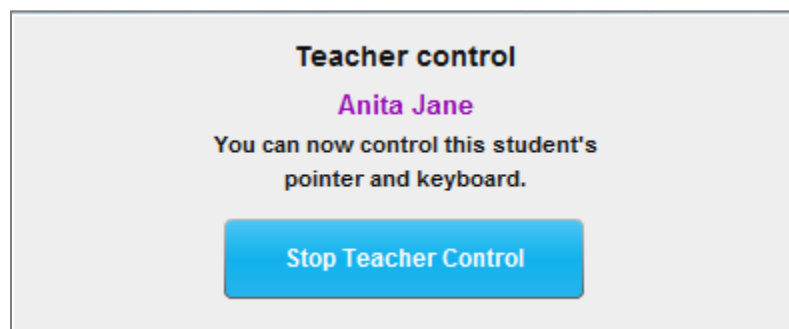 Teacher control
Anita Jane
You can now control this student's
pointer and keyboard.
Stop Teacher Control